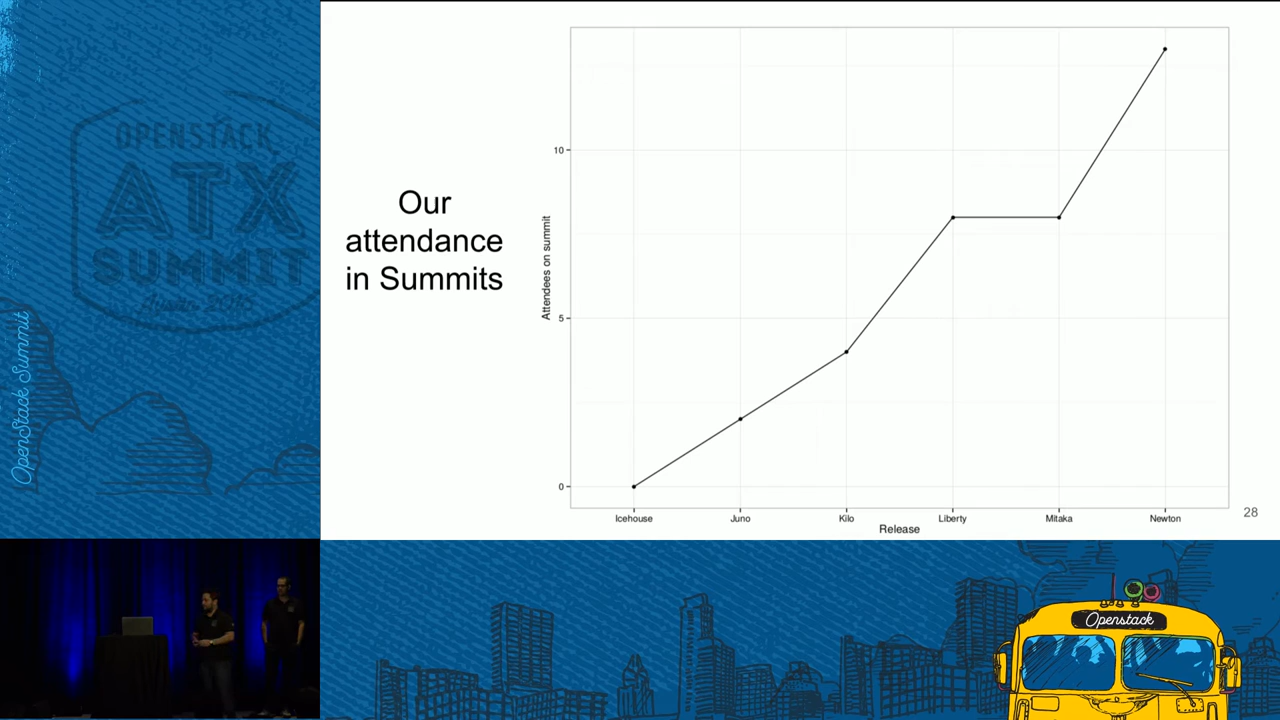 OPENSTACK
ATX
SUMMIT
Austin 2016
OpenStack Summit
Our
attendance
in Summits
Attendees on summit
10
5
0
Icehouse
Juno
Kilo
Liberty
Mitaka
Newton
Release
28
Openstack